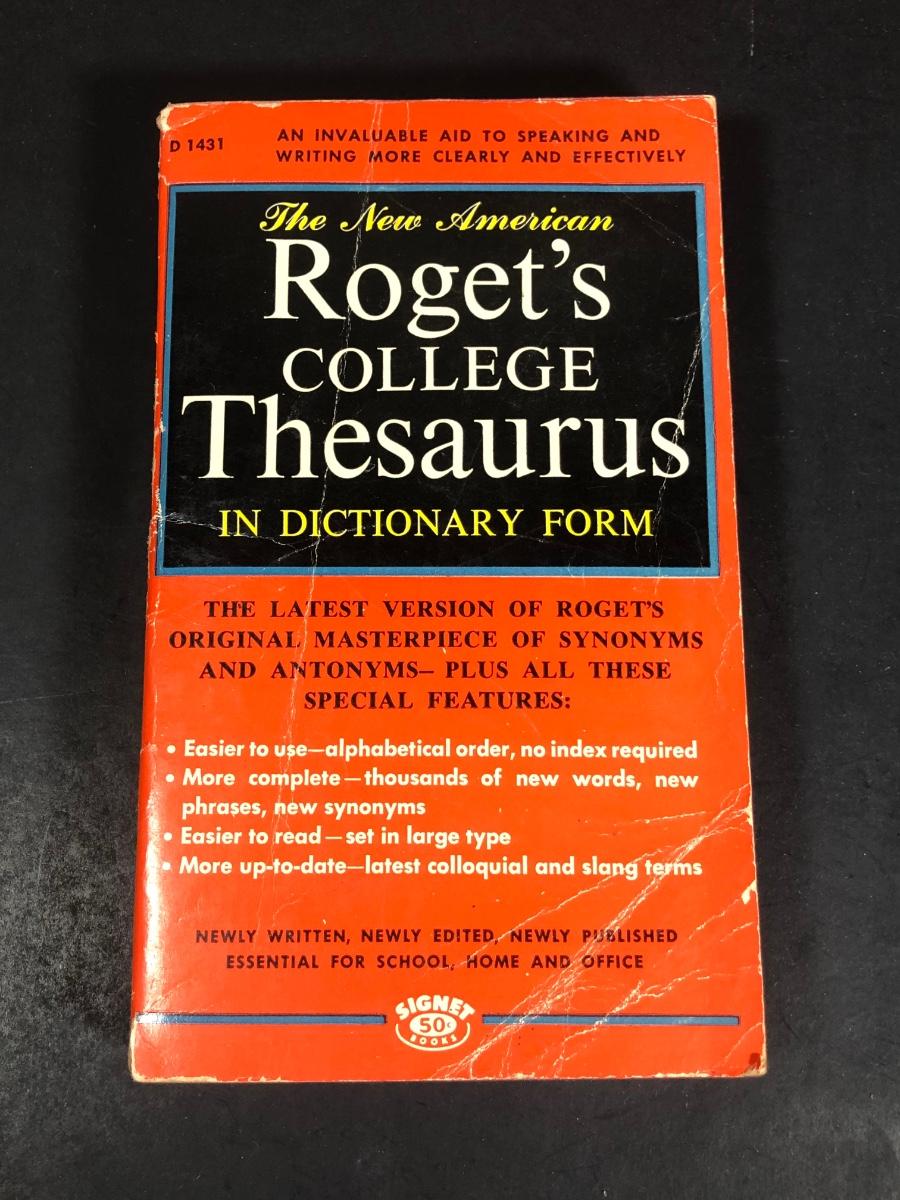 D 1431
AN INVALUABLE AID TO SPEAKING AND
WRITING MORE CLEARLY AND EFFECTIVELY
The New American
Roget's
COLLEGE
Thesaurus
IN DICTIONARY FORM
THE LATEST VERSION OF ROGET'S
ORIGINAL MASTERPIECE OF SYNONYMS
AND ANTONYMS— PLUS ALL THESE
SPECIAL FEATURES:
• Easier to use—alphabetical order, no index required
• More complete—thousands of new words, new
phrases, new synonyms
• Easier to read—set in large type
• More up-to-date—latest colloquial and slang terms
NEWLY WRITTEN, NEWLY EDITED, NEWLY PUBLISHED
ESSENTIAL FOR SCHOOL, HOME AND OFFICE
SIGNET
50c
BOOKS